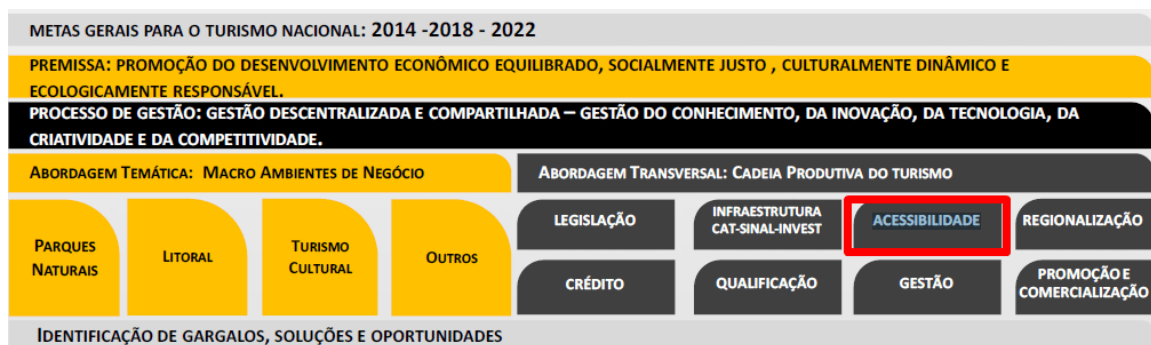 METAS GERAIS PARA O TURISMO NACIONAL: 2014 -2018 - 2022
PREMISSA: PROMOÇÃO DO DESENVOLVIMENTO ECONÔMICO EQUILIBRADO, SOCIALMENTE JUSTO , CULTURALMENTE DINÂMICO E
ECOLOGICAMENTE RESPONSÁVEL.
PROCESSO DE GESTÃO: GESTÃO DESCENTRALIZADA E COMPARTILHADA – GESTÃO DO CONHECIMENTO, DA INOVAÇÃO, DA TECNOLOGIA, DA
CRIATIVIDADE E DA COMPETITIVIDADE.
ABORDAGEM TEMÁTICA: MACRO AMBIENTES DE NEGÓCIO
PARQUES
NATURAIS
LITORAL
TURISMO
CULTURAL
OUTROS
ABORDAGEM TRANSVERSAL: CADEIA PRODUTIVA DO TURISMO
LEGISLAÇÃO
INFRAESTRUTURA
CAT-SINAL-INVEST
ACESSIBILIDADE
REGIONALIZAÇÃO
CRÉDITO
QUALIFICAÇÃO
GESTÃO
PROMOÇÃO E
COMERCIALIZAÇÃO
IDENTIFICAÇÃO DE GARGALOS, SOLUÇÕES E OPORTUNIDADES